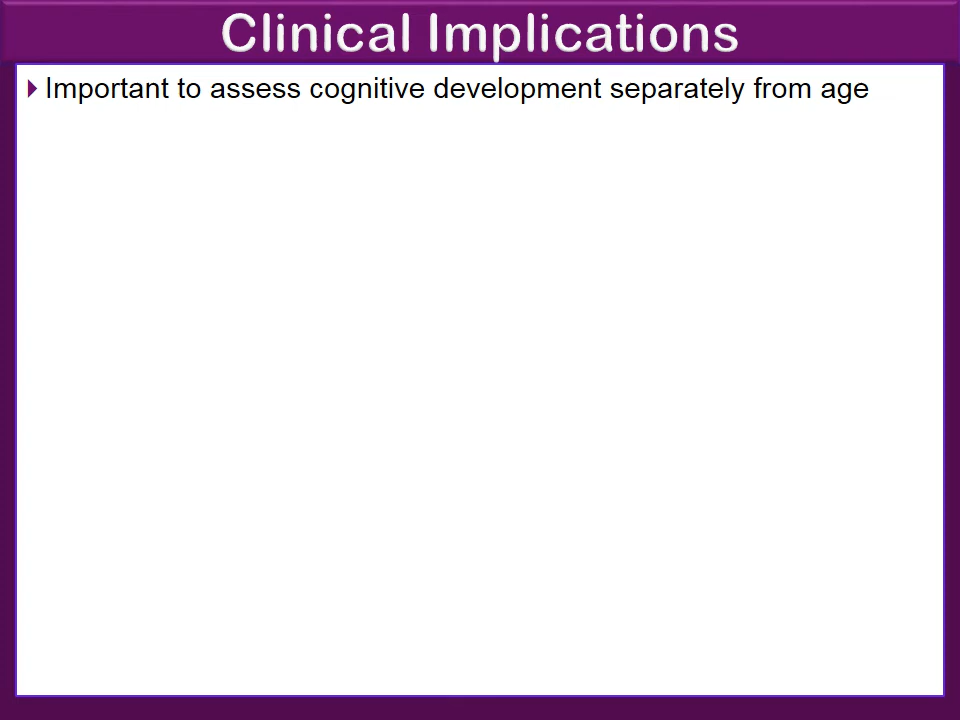 Clinical Implications
Important to assess cognitive development separately from age